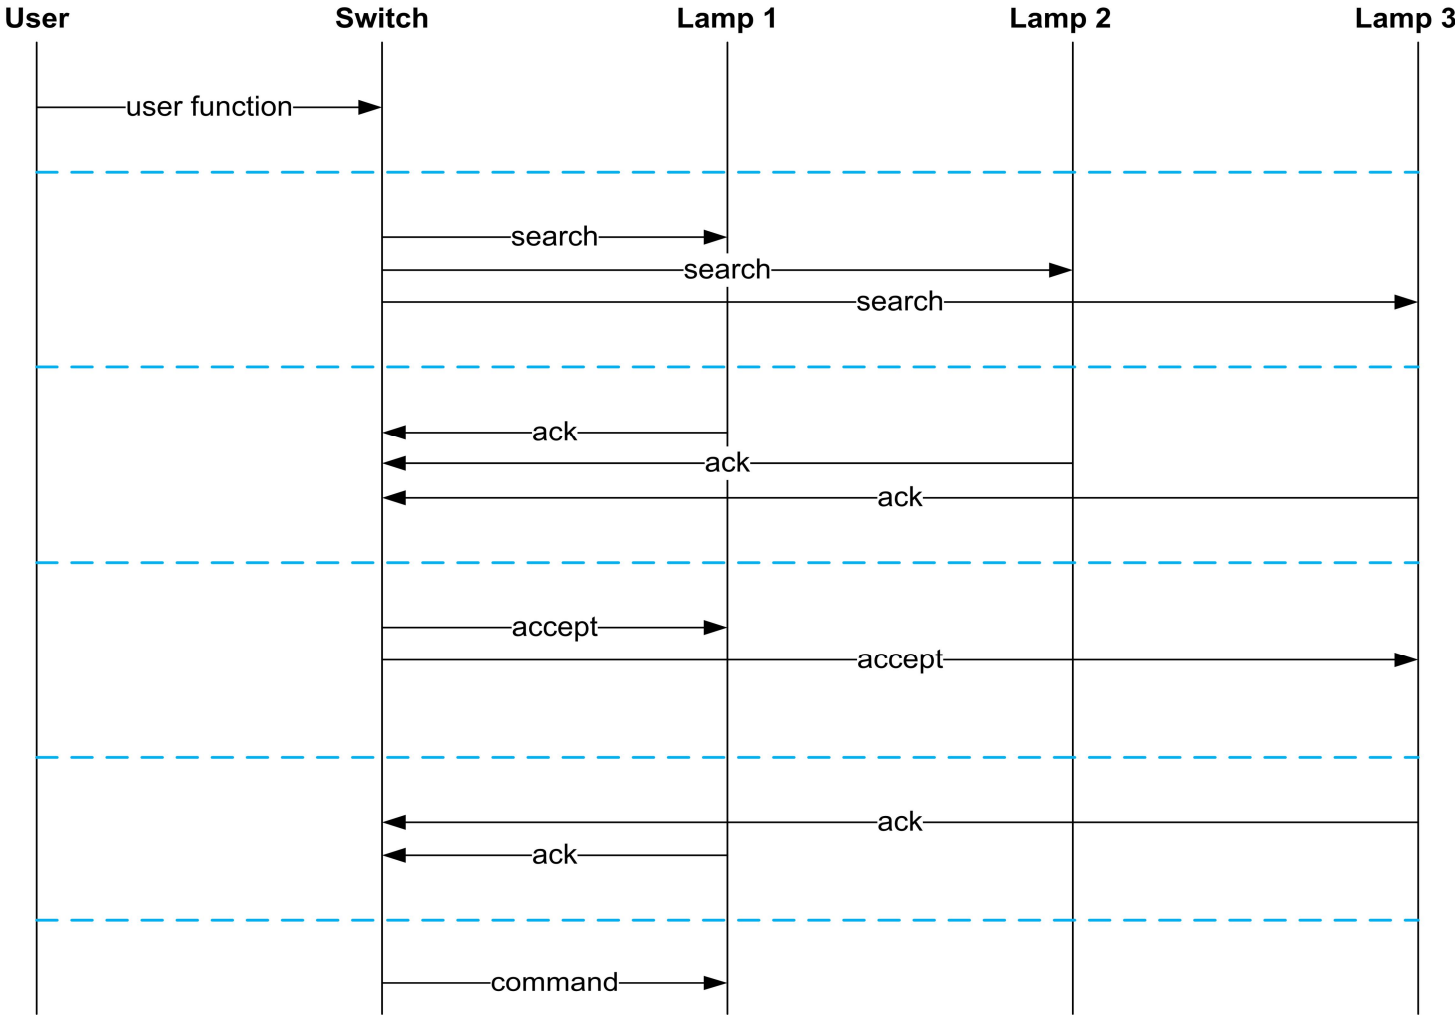 User Switch Lamp 1 Lamp 2 Lamp 3
user function
search
search
search
ack
ack
ack
accept
accept
ack
ack
command